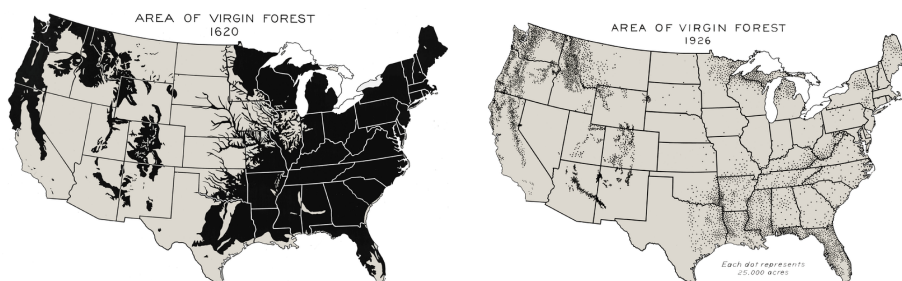 AREA OF VIRGIN FOREST
1620
AREA OF VIRGIN FOREST
1926
Each dot represents
25,000 acres